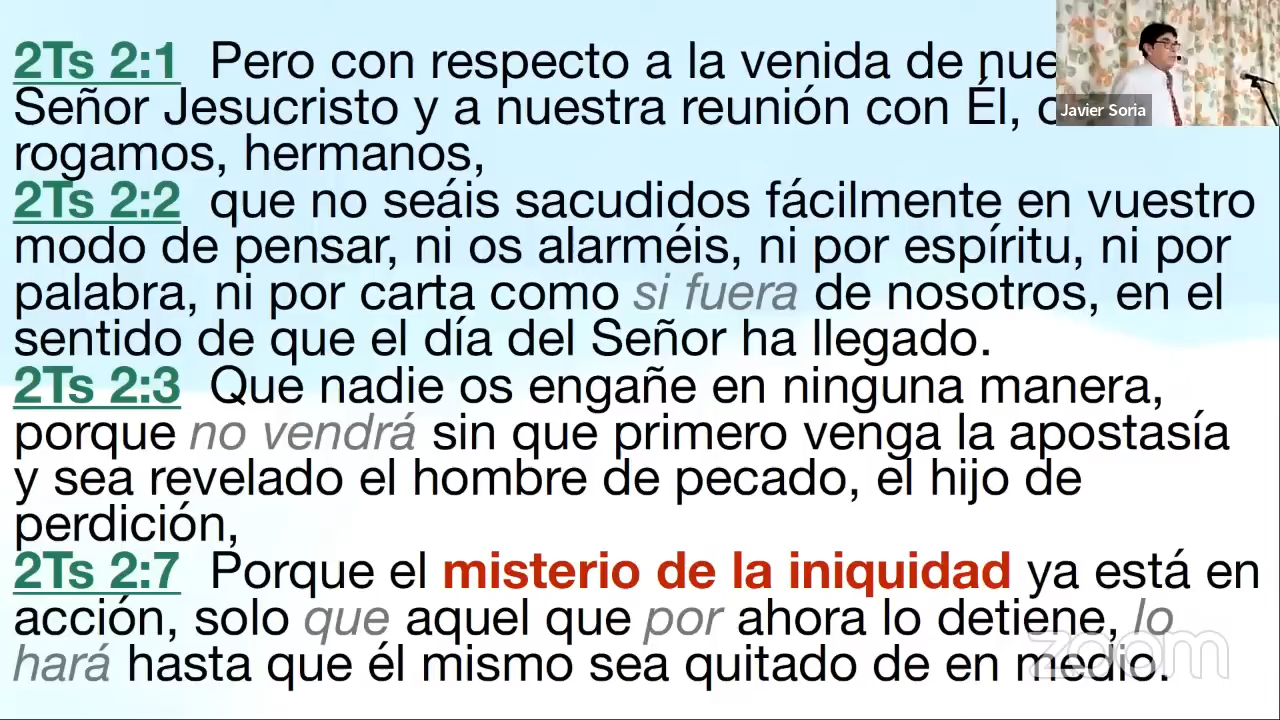 2Ts 2:1 Pero con respecto a la venida de
Señor Jesucristo y a nuestra reunión con Él,
rogamos, hermanos,
2Ts 2:2 que no seáis sacudidos fácilmente en vuestro
modo de pensar, ni os alarméis, ni por espíritu, ni por
palabra, ni por carta como si fuera de nosotros, en el
sentido de que el día del Señor ha llegado.
2Ts 2:3 Que nadie os engañe en ninguna manera,
porque no vendrá sin que primero venga la apostasía
y sea revelado el hombre de pecado, el hijo de
perdición,
2Ts 2:7 Porque el misterio de la iniquidad ya está en
acción, solo que aquel que por ahora lo detiene, lo
hará hasta que él mismo sea quitado de en medio.
Javier Soria
zoom